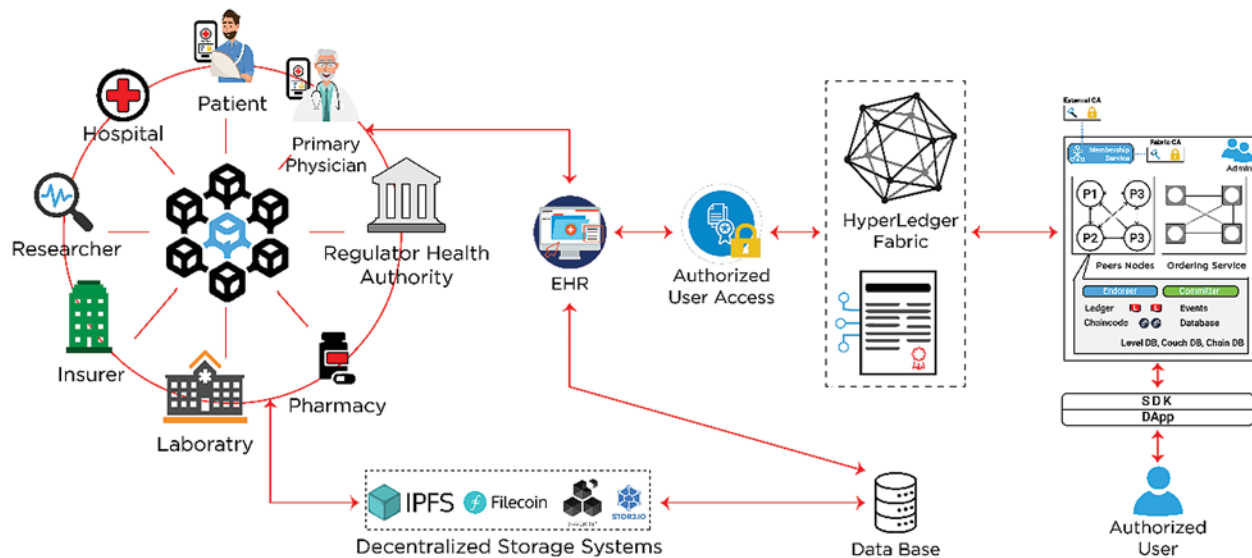 Patient
Hospital
Primary
Physician
Researcher
Regulator Health
Authority
Insurer
Pharmacy
Laboratry
EHR
Authorized
User Access
HyperLedger
Fabric
External CA
Fabric CA
Membership
Service
Admin
P1
P3
P2
P3
Peers Nodes
Ordering Service
Endorser
Committer
Ledger
Events
Chaincode
Database
Level DB, Couch DB, Chain DB
SDK
DApp
Authorized
User
IPFS
Filecoin
STORJ.IO
Decentralized Storage Systems
Data Base